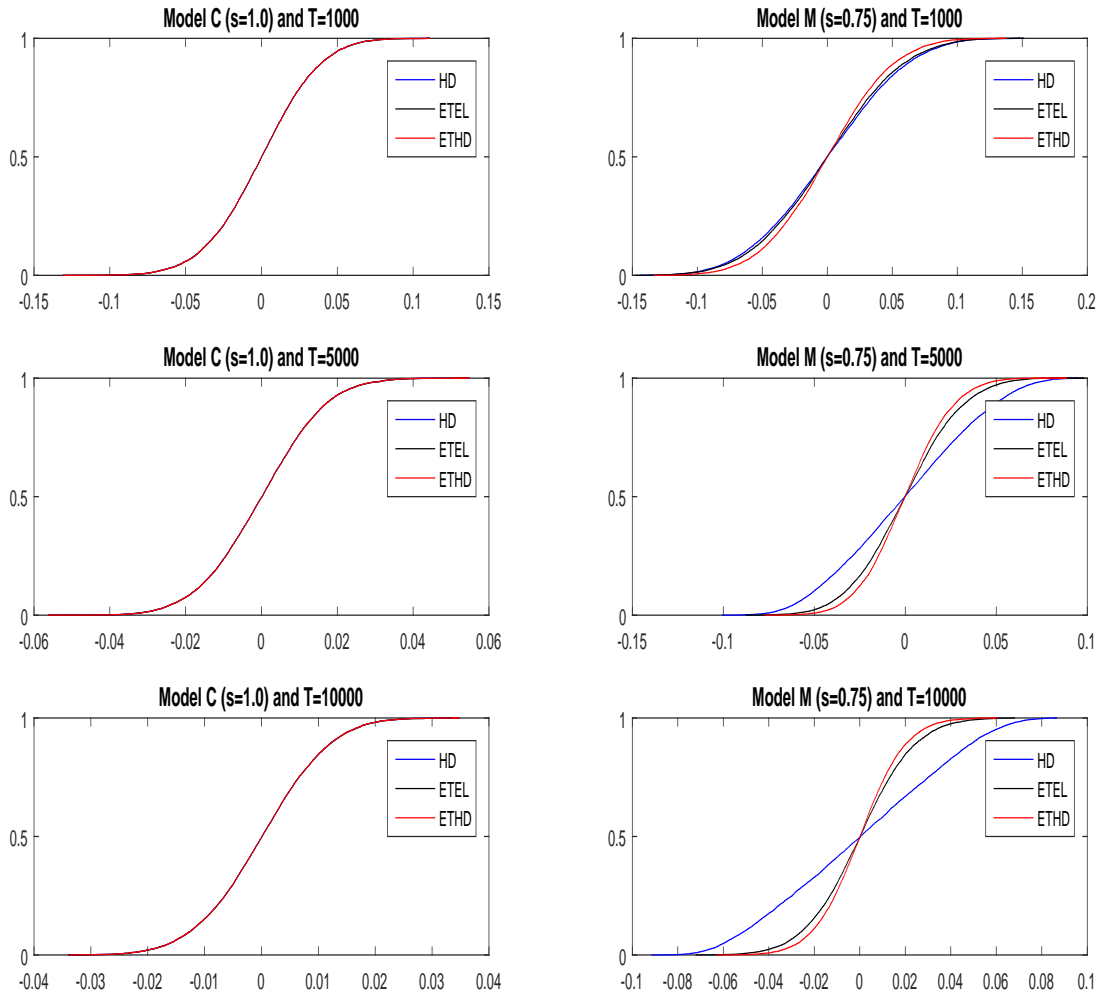 Model C (s=1.0) and T=1000
1
HD
ETEL
ETHD
0.5
0
-0.15 -0.1 -0.05 0 0.05 0.1 0.15
Model M (s=0.75) and T=1000
1
HD
ETEL
ETHD
0.5
0
-0.15 -0.1 -0.05 0 0.05 0.1 0.15 0.2
Model C (s=1.0) and T=5000
1
HD
ETEL
ETHD
0.5
0
-0.06 -0.04 -0.02 0 0.02 0.04 0.06
Model M (s=0.75) and T=5000
1
HD
ETEL
ETHD
0.5
0
-0.15 -0.1 -0.05 0 0.05 0.1
Model C (s=1.0) and T=10000
1
HD
ETEL
ETHD
0.5
0
-0.04 -0.03 -0.02 -0.01 0 0.01 0.02 0.03 0.04
Model M (s=0.75) and T=10000
1
HD
ETEL
ETHD
0.5
0
-0.1 -0.08 -0.06 -0.04 -0.02 0 0.02 0.04 0.06 0.08 0.1